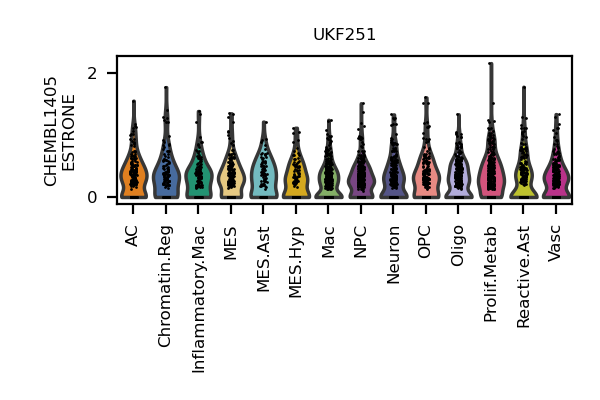 UKF251
CHEMBL1405
ESTRONE
2
0
AC
Chromatin.Reg
Inflammatory.Mac
MES
MES.Ast
MES.Hyp
Mac
NPC
Neuron
OPC
Oligo
Prolif.Metab
Reactive.Ast
Vasc